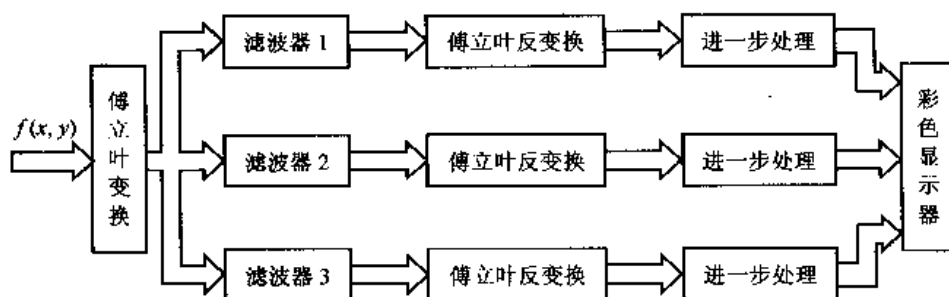 f(x, y)
傅立叶变换
滤波器 1
傅立叶反变换
进一步处理
滤波器 2
傅立叶反变换
进一步处理
滤波器 3
傅立叶反变换
进一步处理
彩色显示器